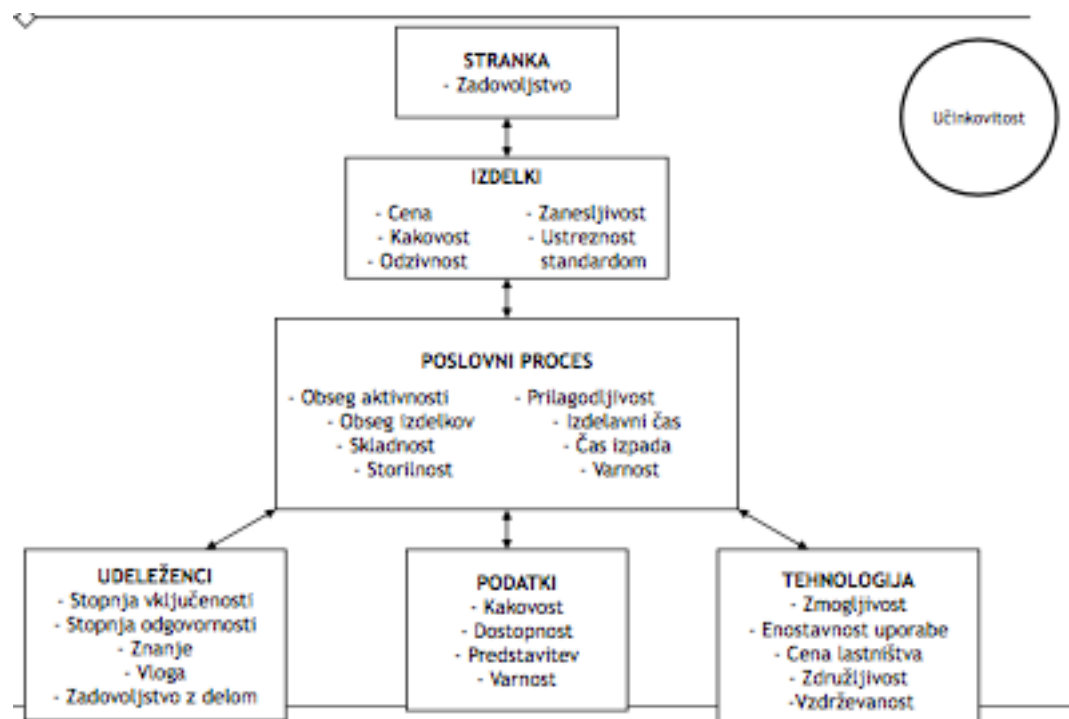 STRANKA
- Zadovoljstvo
Učinkovitost
IZDELKI
- Cena
- Kakovost
- Odzivnost
- Zanesljivost
- Ustreznost
standardom
POSLOVNI PROCES
- Obseg aktivnosti
- Obseg izdelkov
- Skladnost
- Storilnost
- Prilagodljivost
- Izdelavni čas
- Čas izpada
- Varnost
UDELEŽENCI
- Stopnja vključenosti
- Stopnja odgovornosti
- Znanje
- Vloga
- Zadovoljstvo z delom
PODATKI
- Kakovost
- Dostopnost
- Predstavitev
- Varnost
TEHNOLOGIJA
- Zmogljivost
- Enostavnost uporabe
- Cena lastništva
- Združljivost
-Vzdrževanost